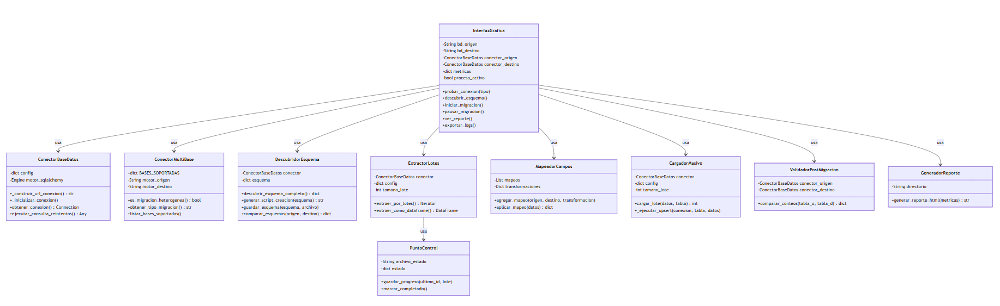 InterfazGrafica
-String bd_origen
-String bd_destino
-ConectorBaseDatos conector_origen
-ConectorBaseDatos conector_destino
-dict metricas
-bool proceso_activo
+probar_conexion(tipo)
+descubrir_esquema()
+iniciar_migracion()
+pausar_migracion()
+ver_reporte()
+exportar_logs()
usa
usa
usa
usa
usa
usa
usa
usa
ConectorBaseDatos
-dict config
-Engine motor_sqlalchemy
+_construir_url_conexion() : str
+_inicializar_conexion()
+obtener_conexion() : Connection
+ejecutar_consulta_reintentos() : Any
ConectorMultiBase
+dict BASES_SOPORTADAS
-String motor_origen
-String motor_destino
+es_migracion_heterogenea() : bool
+obtener_tipo_migracion() : str
+listar_bases_soportadas()
DescubridorEsquema
-ConectorBaseDatos conector
-dict esquema
+descubrir_esquema_completo() : dict
+generar_script_creacion(esquema) : str
+guardar_esquema(esquema, archivo)
+comparar_esquemas(origen, destino) : dict
ExtractorLotes
-ConectorBaseDatos conector
-dict config
-int tamano_lote
+extraer_por_lotes() : Iterator
+extraer_como_dataframe() : DataFrame
MapeadorCampos
-List mapeos
-Dict transformaciones
+agregar_mapeo(origen, destino, transformacion)
+aplicar_mapeo(datos) : dict
CargadorMasivo
-ConectorBaseDatos conector
-dict config
-int tamano_lote
+cargar_lote(datos, tabla) : int
+_ejecutar_upsert(conexion, tabla, datos)
ValidadorPostMigracion
-ConectorBaseDatos conector_origen
-ConectorBaseDatos conector_destino
+comparar_conteos(tabla_o, tabla_d) : dict
GeneradorReporte
-String directorio
+generar_reporte_html(metricas) : str
usa
PuntoControl
-String archivo_estado
-dict estado
+guardar_progreso(ultimo_id, lote)
+marcar_completado()